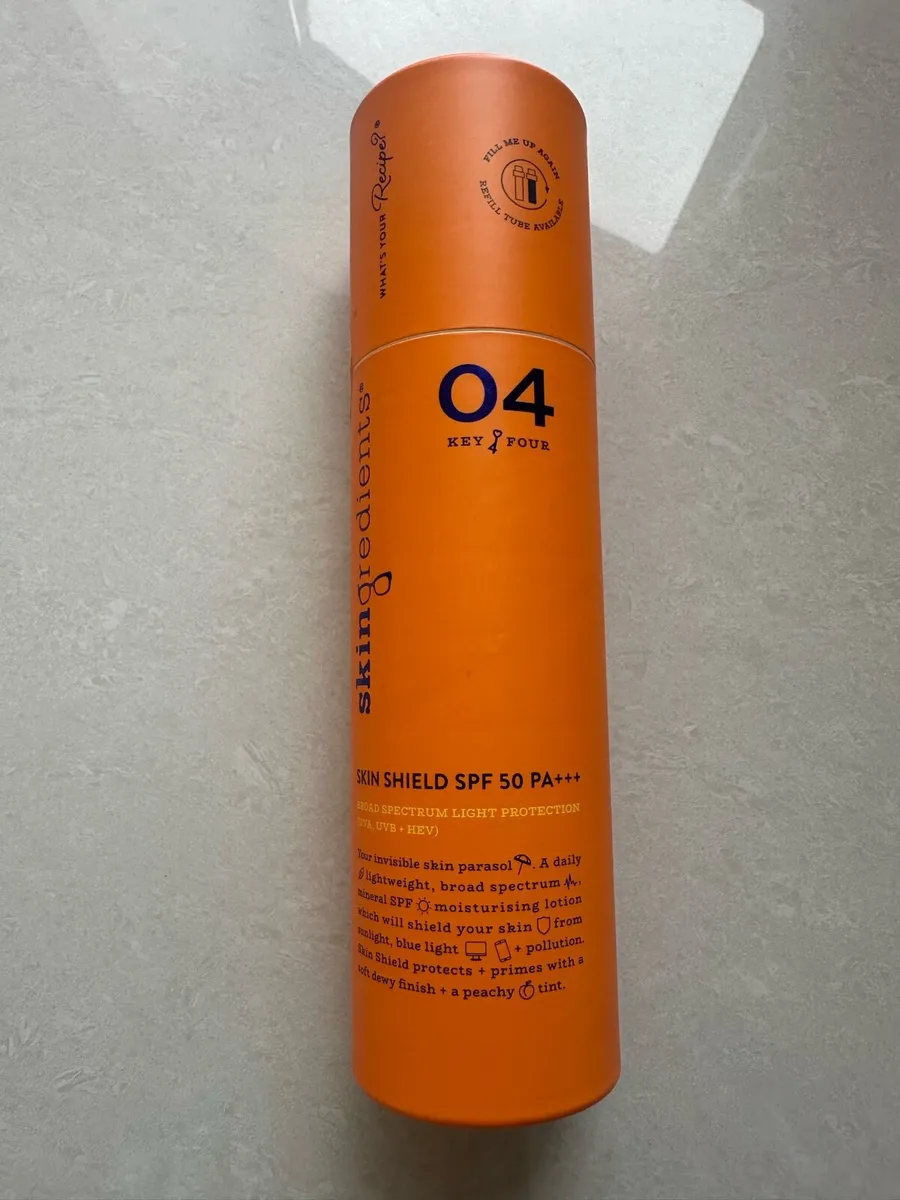 WHAT'S YOUR Recipe?®
FILL ME UP AGAIN
REFILL TUBE AVAILABLE
04
KEY FOUR
skingredients®
SKIN SHIELD SPF 50 PA+++
BROAD SPECTRUM LIGHT PROTECTION
(UVA, UVB + HEV)
Your invisible skin parasol. A daily
lightweight, broad spectrum,
mineral SPF moisturising lotion
which will shield your skin from
sunlight, blue light + pollution.
Skin Shield protects + primes with a
soft dewy finish + a peachy tint.